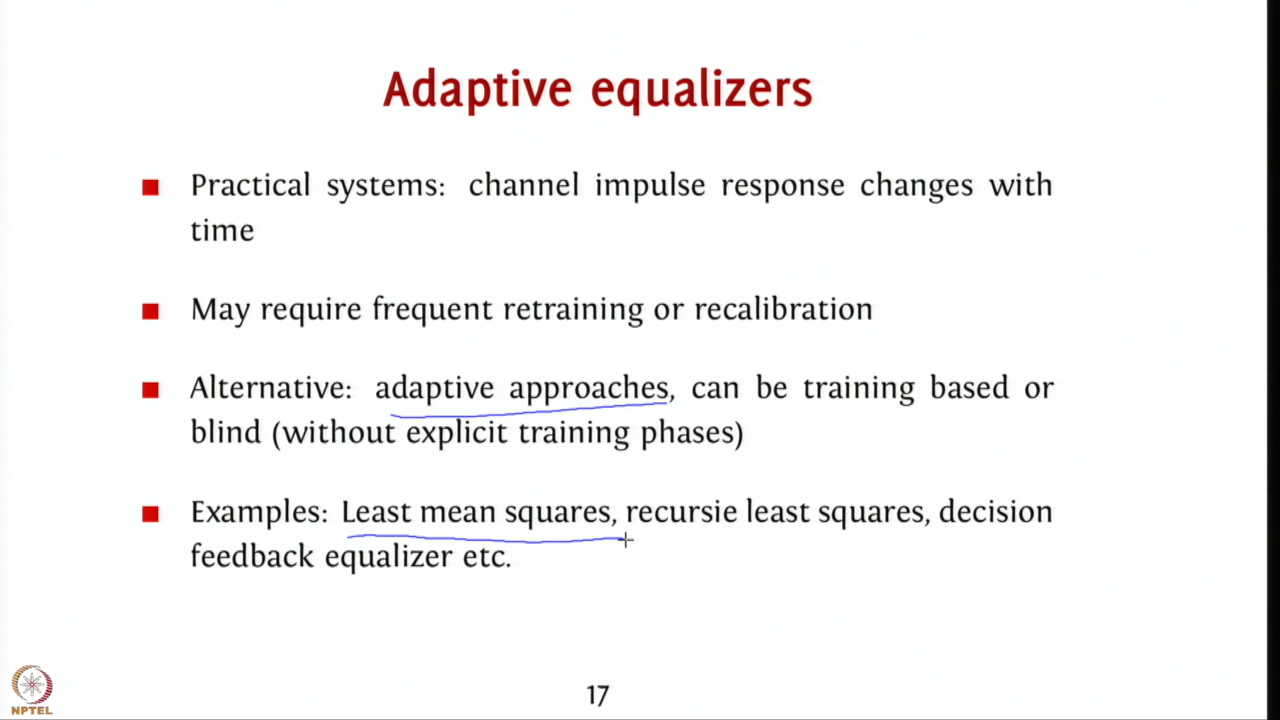 Adaptive equalizers
■ Practical systems: channel impulse response changes with
time
■ May require frequent retraining or recalibration
■ Alternative: adaptive approaches, can be training based or
blind (without explicit training phases)
■ Examples: Least mean squares, recursie least squares, decision
feedback equalizer etc.
17
NPTEL